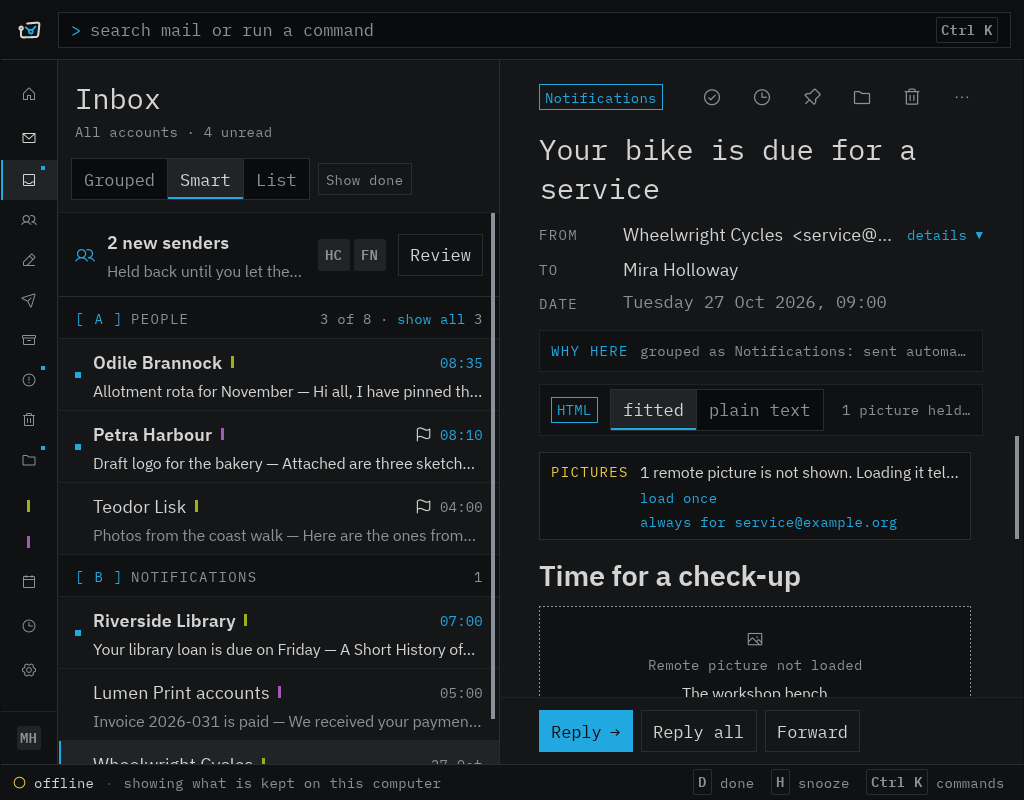 > search mail or run a command Ctrl K
Inbox
All accounts · 4 unread
Grouped Smart List Show done
2 new senders
Held back until you let the... HC FN Review
[ A ] PEOPLE 3 of 8 · show all 3
Odile Brannock 08:35
Allotment rota for November — Hi all, I have pinned th...
Petra Harbour 08:10
Draft logo for the bakery — Attached are three sketch...
Teodor Lisk 04:00
Photos from the coast walk — Here are the ones from...
[ B ] NOTIFICATIONS 1
Riverside Library 07:00
Your library loan is due on Friday — A Short History of...
Lumen Print accounts 05:00
Invoice 2026-031 is paid — We received your paymen...
Wheelwright Cycles 27 Oct
MH
Notifications ...
Your bike is due for a
service
FROM Wheelwright Cycles <service@... details ▼
TO Mira Holloway
DATE Tuesday 27 Oct 2026, 09:00
WHY HERE grouped as Notifications: sent automa...
HTML fitted plain text 1 picture held...
PICTURES 1 remote picture is not shown. Loading it tel...
load once
always for service@example.org
Time for a check-up
Remote picture not loaded
The workshop bench
Reply → Reply all Forward
offline · showing what is kept on this computer D done H snooze Ctrl K commands